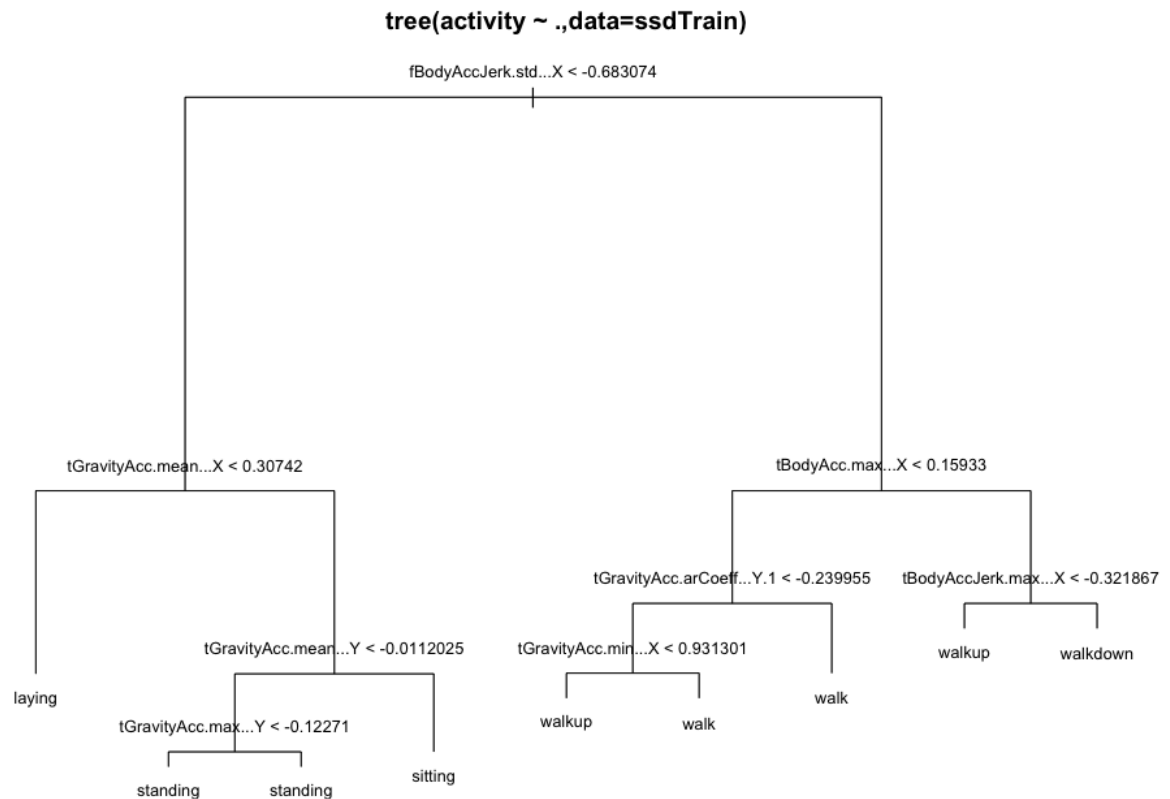 tree(activity ~ .,data=ssdTrain)
fBodyAccJerk.std...X < -0.683074
tGravityAcc.mean...X < 0.30742
tBodyAcc.max...X < 0.15933
tGravityAcc.arCoeff...Y.1 < -0.239955
tBodyAccJerk.max...X < -0.321867
tGravityAcc.mean...Y < -0.0112025
tGravityAcc.min...X < 0.931301
walkup
walkdown
laying
walk
walkup
walk
tGravityAcc.max...Y < -0.12271
sitting
standing
standing